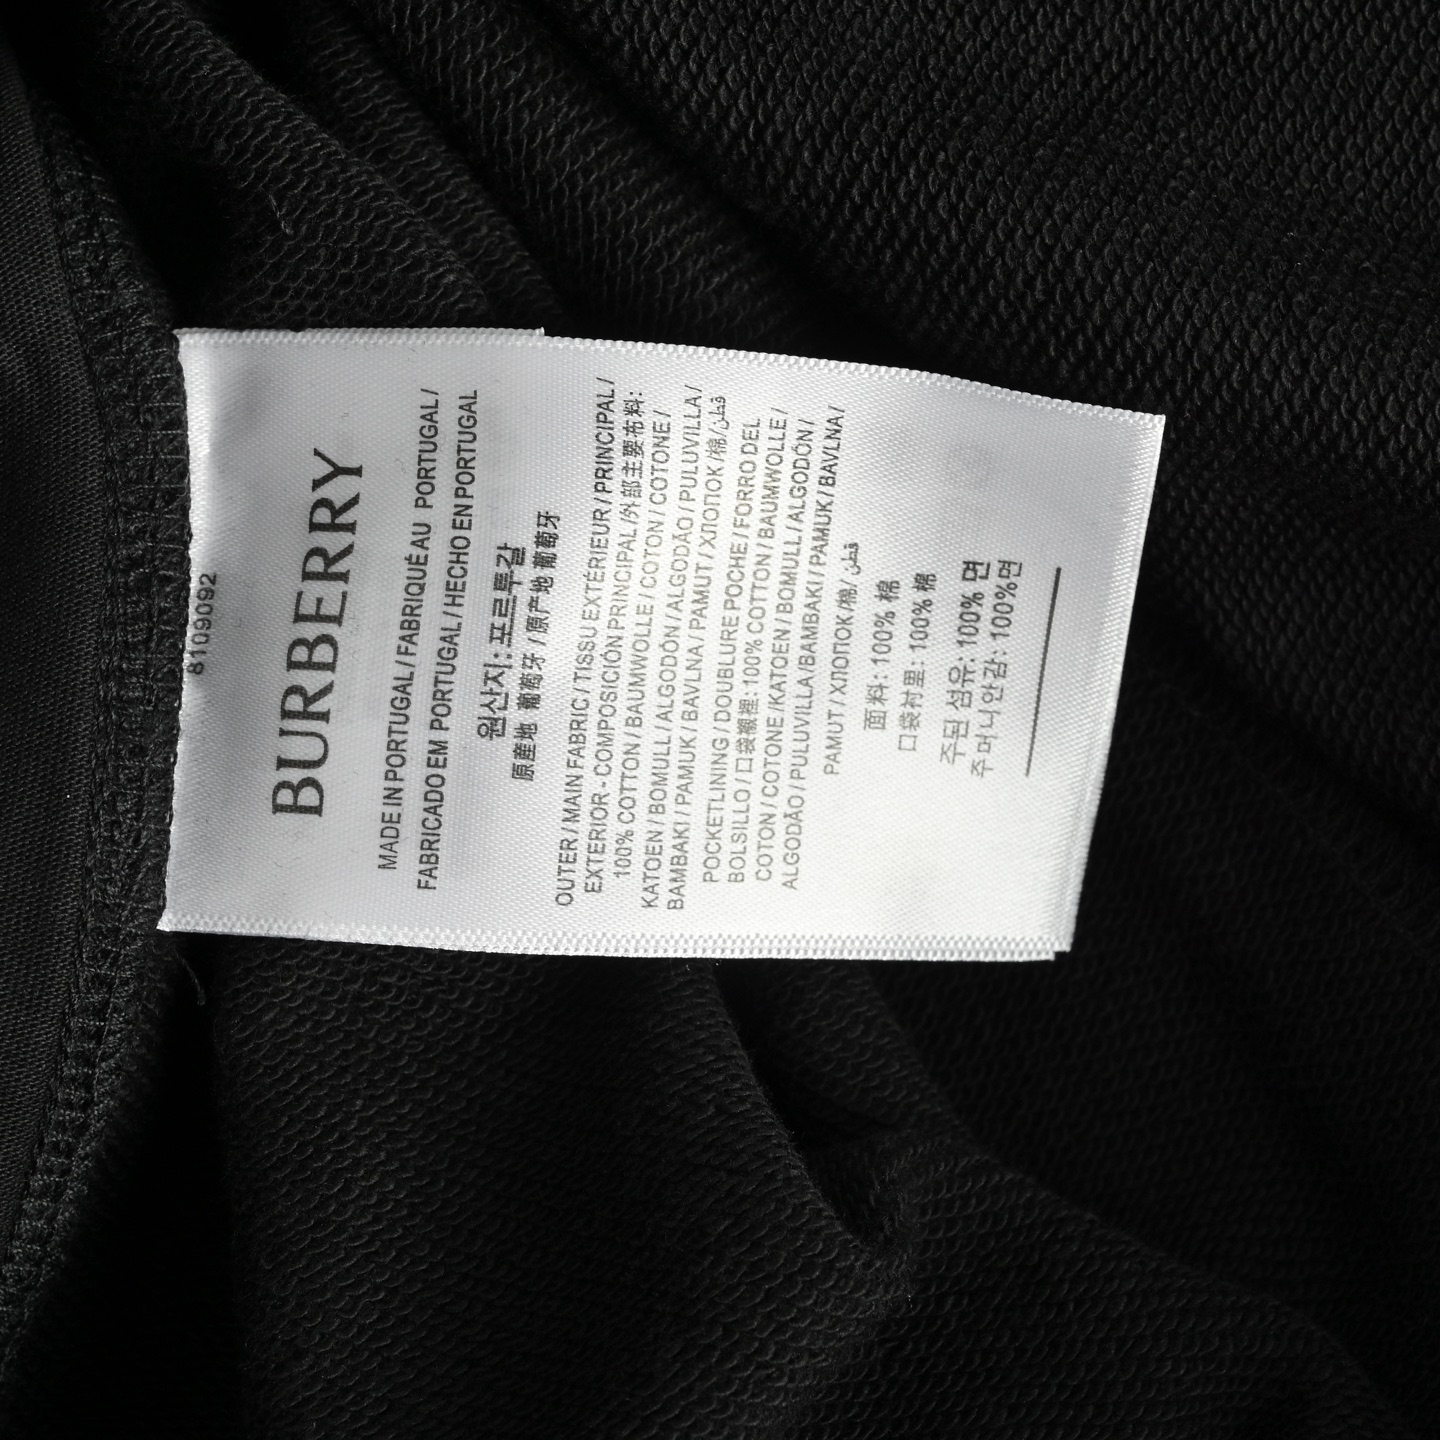 8109092
BURBERRY
MADE IN PORTUGAL / FABRIQUÉ AU PORTUGAL /
FABRICADO EM PORTUGAL / HECHO EN PORTUGAL
원산지: 포르투갈
原産地 葡萄牙 / 原产地 葡萄牙
OUTER / MAIN FABRIC / TISSU EXTÉRIEUR / PRINCIPAL /
EXTERIOR - COMPOSICIÓN PRINCIPAL /外部主要布料:
100% COTTON / BAUMWOLLE / COTON / COTONE /
KATOEN / BOMULL / ALGODÓN / ALGODÃO / PULUVILLA /
BAMBAKI / PAMUK / BAVLNA / PAMUT / ХЛОПОК /棉/ قطن
POCKETLINING / DOUBLURE POCHE / FORRO DEL
BOLSILLO / 口袋襯裡: 100% COTTON / BAUMWOLLE /
COTON / COTONE / KATOEN / BOMULL / ALGODÓN /
ALGODÃO / PULUVILLA / BAMBAKI / PAMUK / BAVLNA /
PAMUT / ХЛОПОК /棉/ قطن
面料: 100% 棉
口袋衬里: 100% 棉
주된 섬유: 100% 면
주머니안감: 100%면